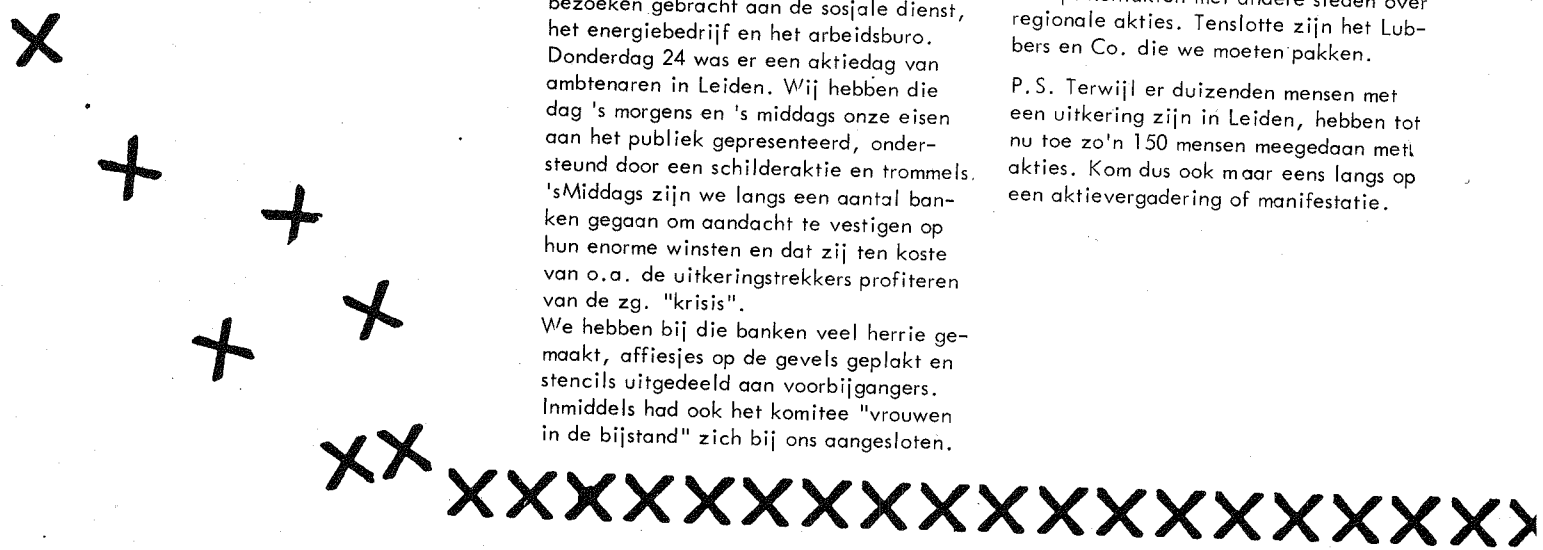 bezoeken gebracht aan de sosjale dienst,
het energiebedrijf en het arbeidsburo.
Donderdag 24 was er een aktiedag van
ambtenaren in Leiden. Wij hebben die
dag 's morgens en 's middags onze eisen
aan het publiek gepresenteerd, onder-
steund door een schilderaktie en trommels.
'sMiddags zijn we langs een aantal ban-
ken gegaan om aandacht te vestigen op
hun enorme winsten en dat zij ten koste
van o.a. de uitkeringstrekkers profiteren
van de zg. "krisis".
We hebben bij die banken veel herrie ge-
maakt, affiesjes op de gevels geplakt en
stencils uitgedeeld aan voorbijgangers.
Inmiddels had ook het komitee "vrouwen
in de bijstand" zich bij ons aangesloten.
andere steden over
regionale akties. Tenslotte zijn het Lub-
bers en Co. die we moeten pakken.
P.S. Terwijl er duizenden mensen met
een uitkering zijn in Leiden, hebben tot
nu toe zo'n 150 mensen meegedaan met
akties. Kom dus ook maar eens langs op
een aktievergadering of manifestatie.